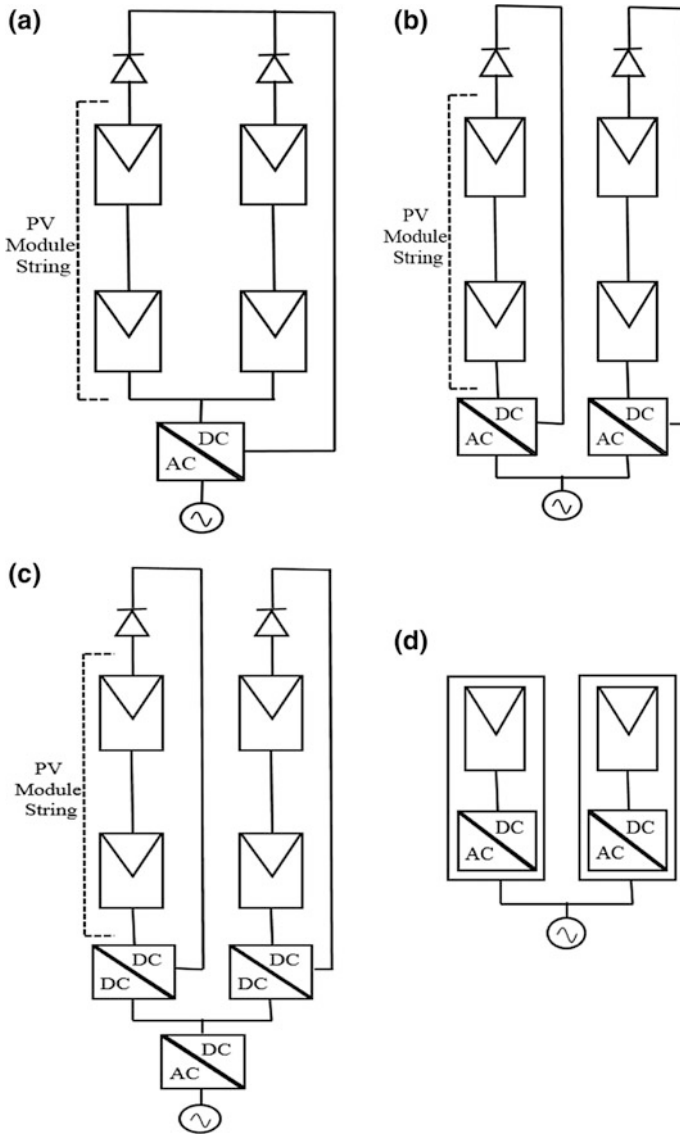 (a)
PV
Module
String
DC
AC
(b)
PV
Module
String
DC
AC
DC
AC
(c)
PV
Module
String
DC
DC
DC
DC
DC
AC
(d)
DC
AC
DC
AC